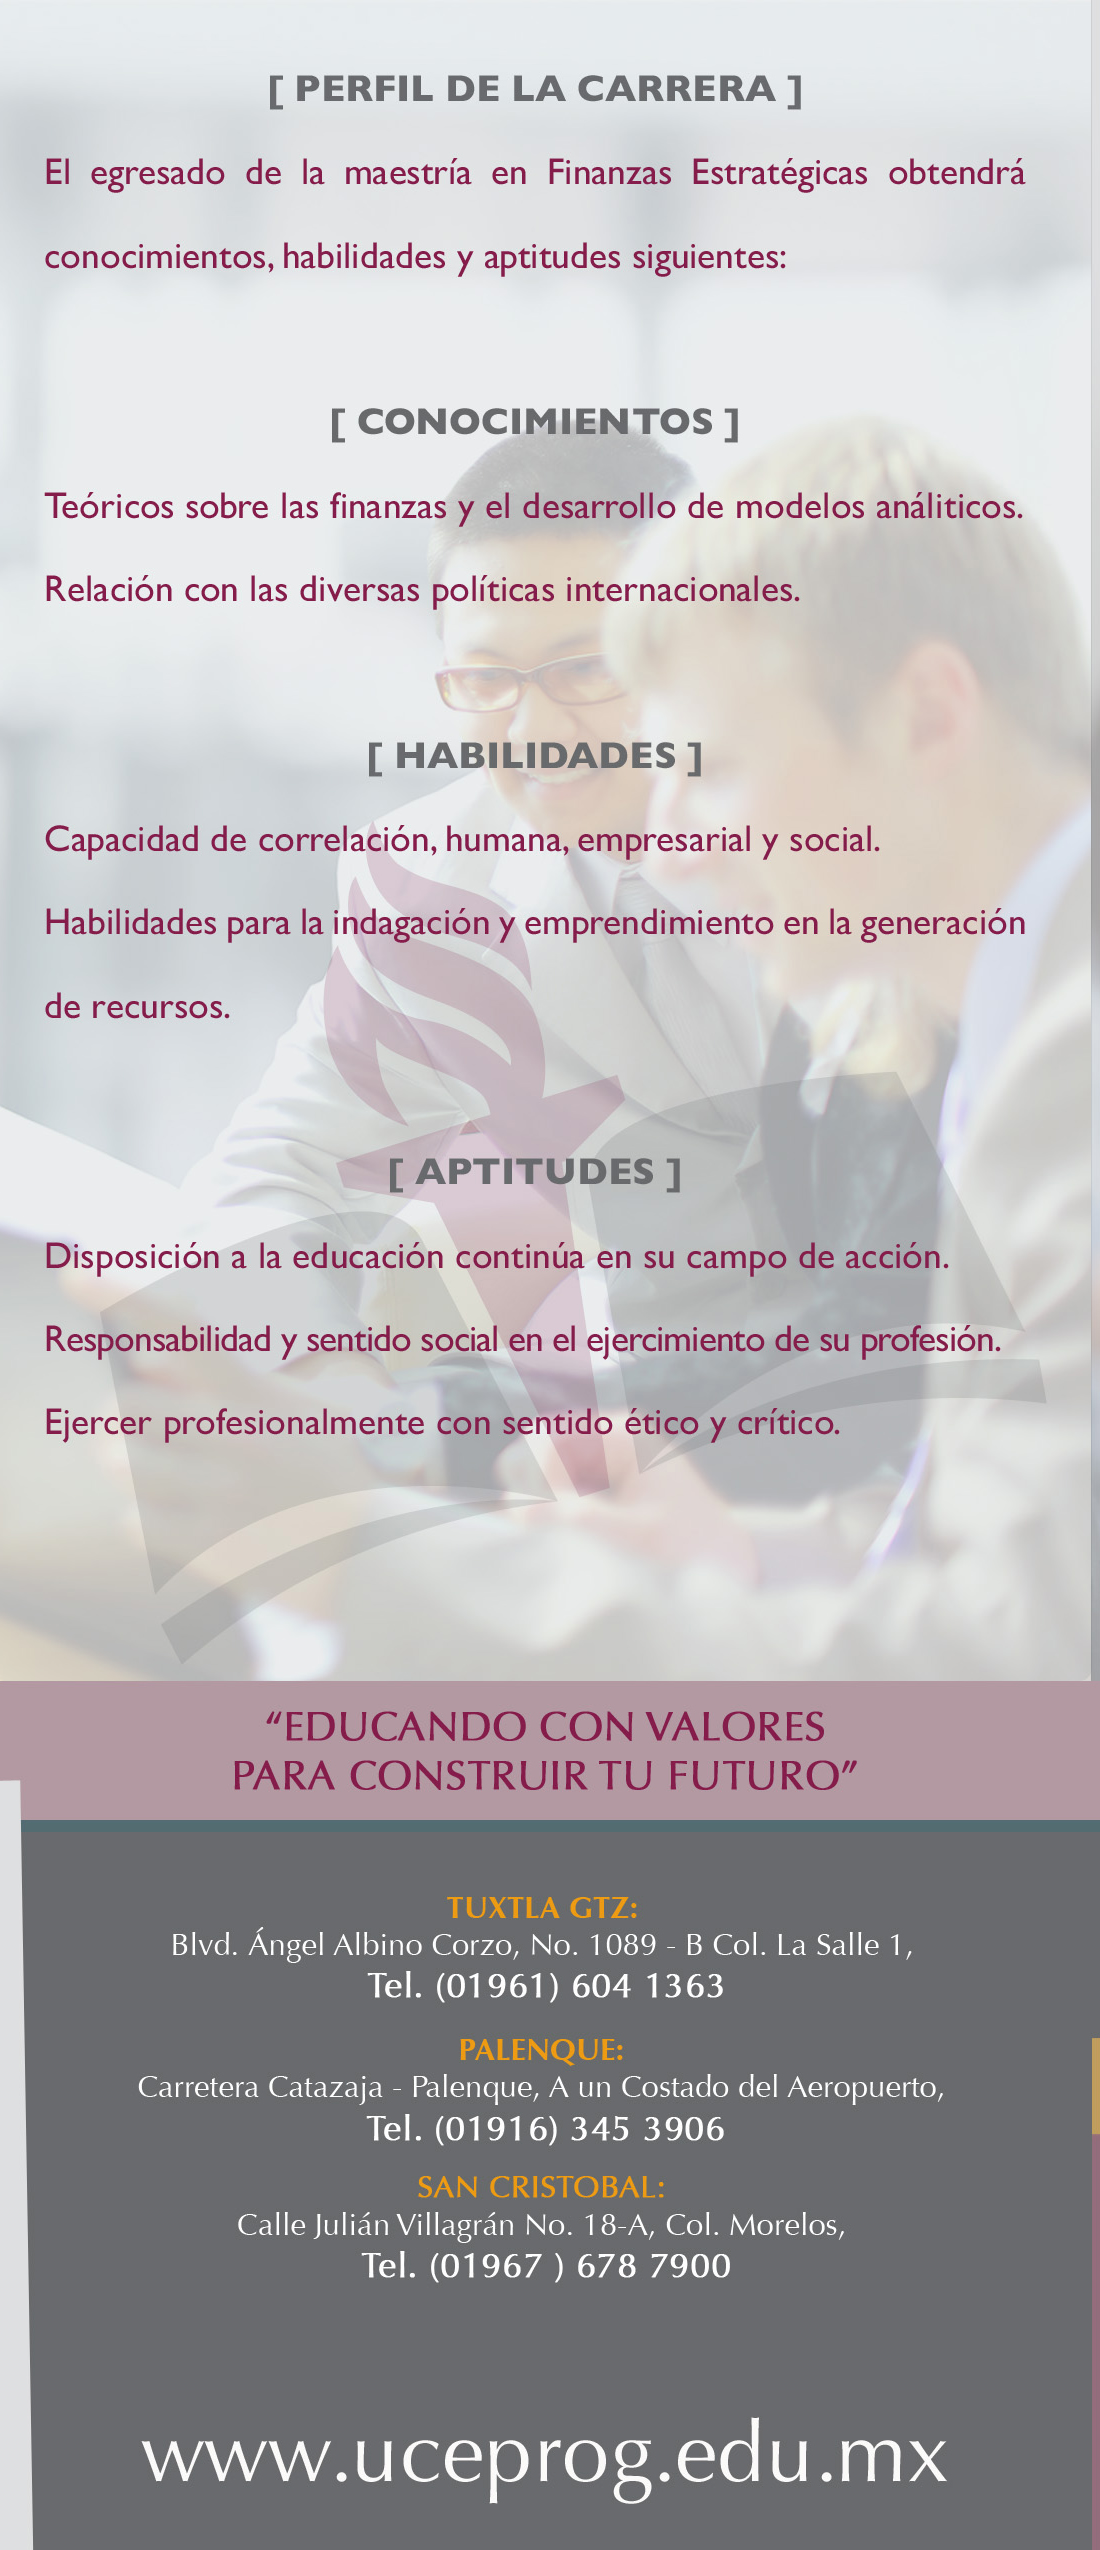 [ PERFIL DE LA CARRERA ]
El egresado de la maestría en Finanzas Estratégicas obtendrá
conocimientos, habilidades y aptitudes siguientes:
[ CONOCIMIENTOS ]
Teóricos sobre las finanzas y el desarrollo de modelos análiticos.
Relación con las diversas políticas internacionales.
[ HABILIDADES ]
Capacidad de correlación, humana, empresarial y social.
Habilidades para la indagación y emprendimiento en la generación
de recursos.
[ APTITUDES ]
Disposición a la educación continúa en su campo de acción.
Responsabilidad y sentido social en el ejercimiento de su profesión.
Ejercer profesionalmente con sentido ético y crítico.
“EDUCANDO CON VALORES
PARA CONSTRUIR TU FUTURO”
TUXTLA GTZ:
Blvd. Ángel Albino Corzo, No. 1089 - B Col. La Salle 1,
Tel. (01961) 604 1363
PALENQUE:
Carretera Catazaja - Palenque, A un Costado del Aeropuerto,
Tel. (01916) 345 3906
SAN CRISTOBAL:
Calle Julián Villagrán No. 18-A, Col. Morelos,
Tel. (01967 ) 678 7900
www.uceprog.edu.mx